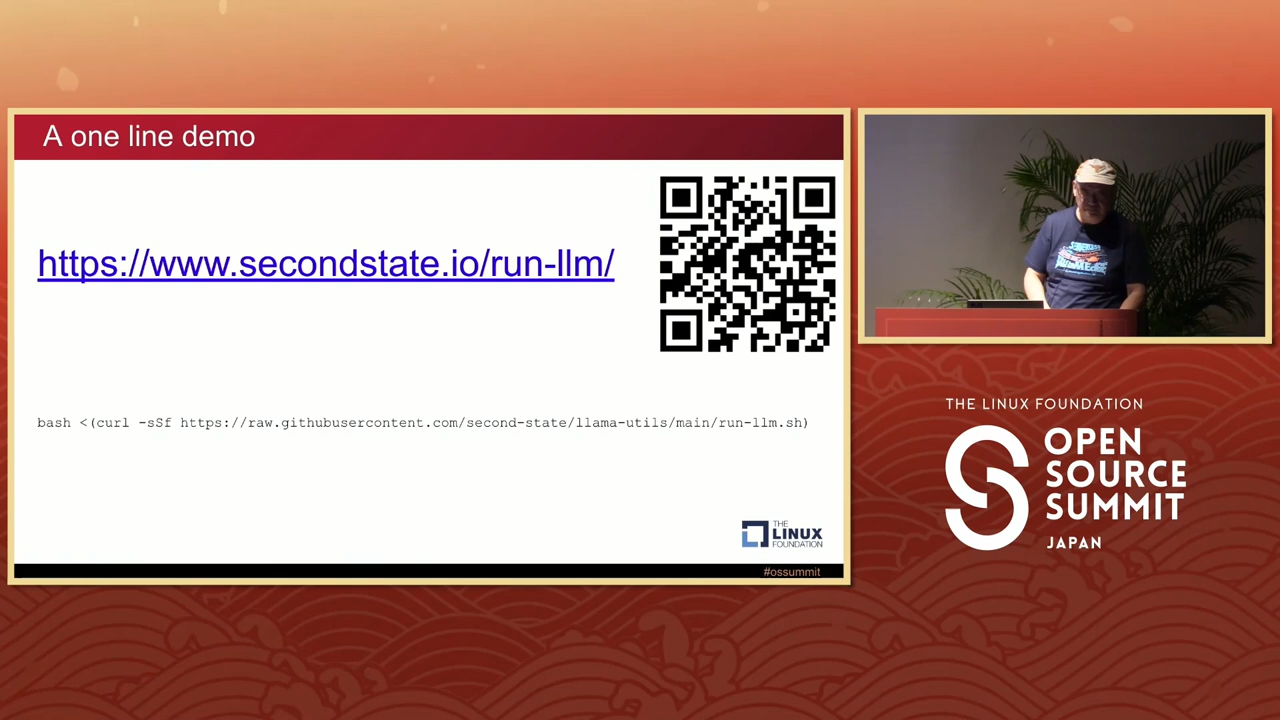 A one line demo
https://www.secondstate.io/run-llm/
bash <(curl -sSf https://raw.githubusercontent.com/second-state/llama-utils/main/run-llm.sh)
THE
LINUX
FOUNDATION
#ossummit
THE LINUX FOUNDATION
OPEN
SOURCE
SUMMIT
JAPAN